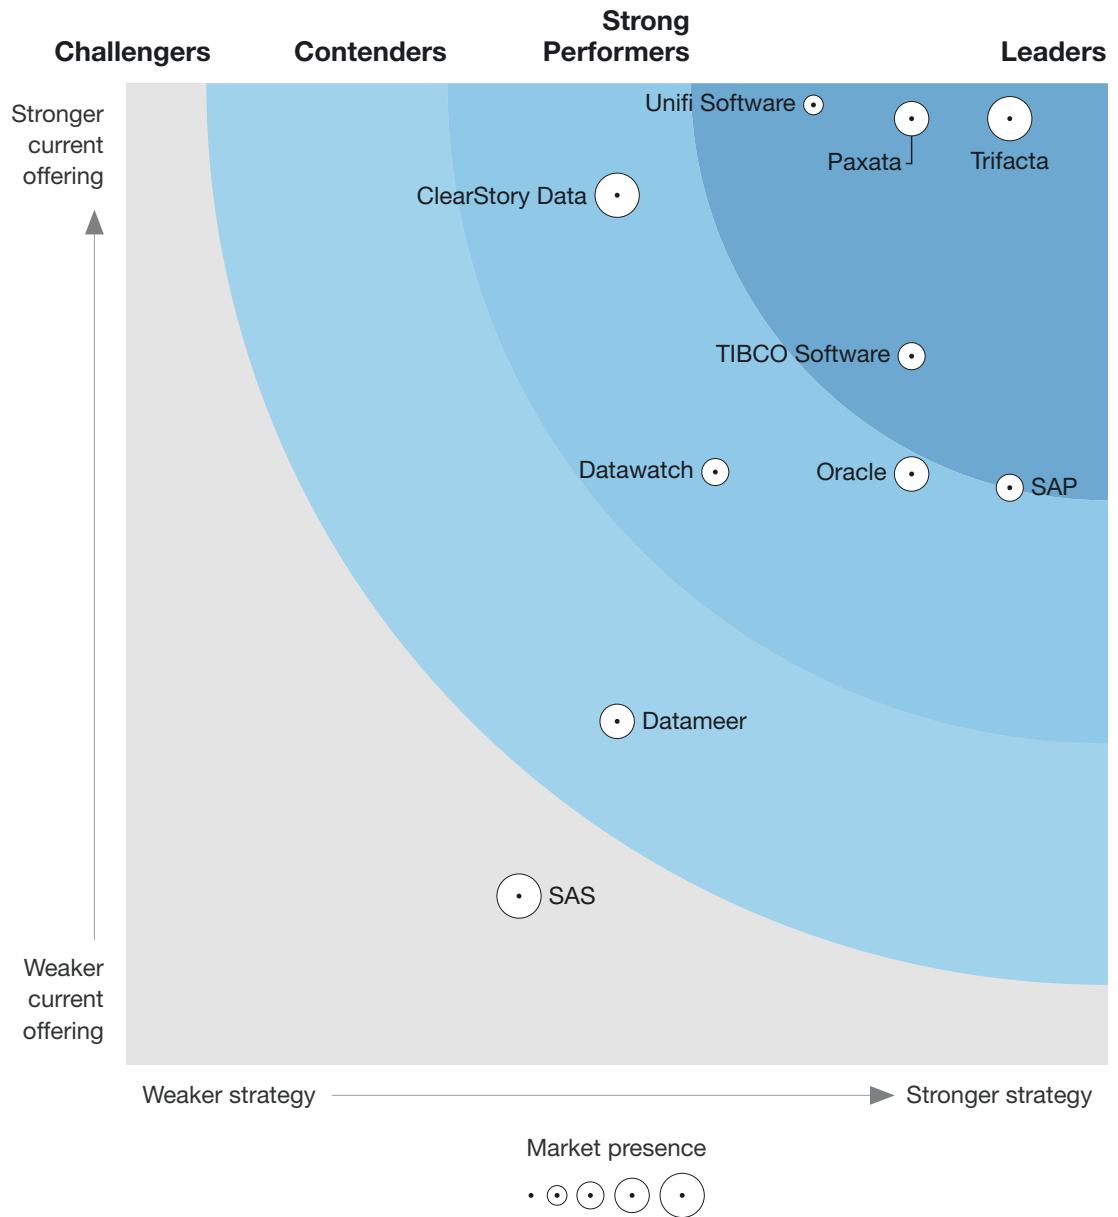 Challengers
Contenders
Strong
Performers
Leaders
Stronger
current
offering
Unifi Software
Paxata
Trifacta
ClearStory Data
TIBCO Software
Datawatch
Oracle
SAP
Datameer
SAS
Weaker
current
offering
Weaker strategy
Stronger strategy
Market presence